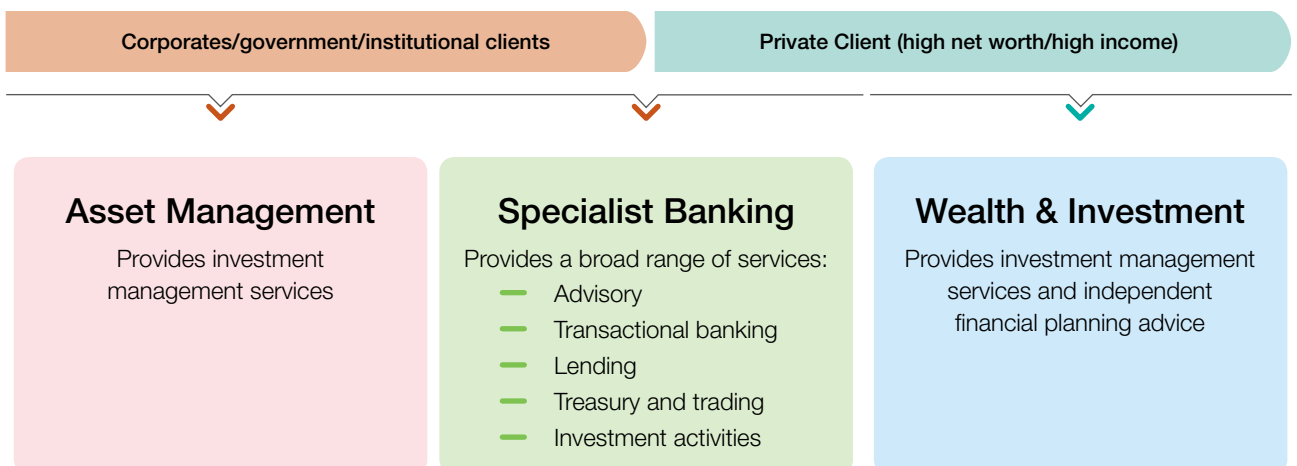 Corporates/government/institutional clients
Private Client (high net worth/high income)
Asset Management
Provides investment
management services
Specialist Banking
Provides a broad range of services:
Advisory
Transactional banking
Lending
Treasury and trading
Investment activities
Wealth & Investment
Provides investment management
services and independent
financial planning advice